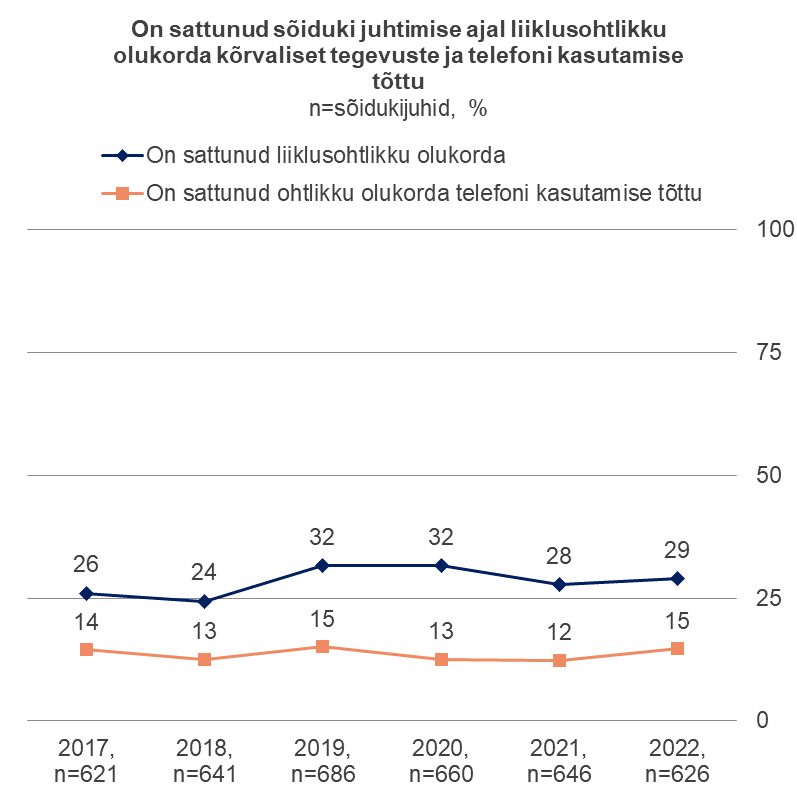 On sattunud sõiduki juhtimise ajal liiklusohtlikku
olukorda kõrvaliset tegevuste ja telefoni kasutamise
tõttu
n=sõidukijuhid, %
On sattunud liiklusohtlikku olukorda
On sattunud ohtlikku olukorda telefoni kasutamise tõttu
100
75
50
32 32
26 24 28 29
25
14 13 15 13 12 15
0
2017, 2018, 2019, 2020, 2021, 2022,
n=621 n=641 n=686 n=660 n=646 n=626